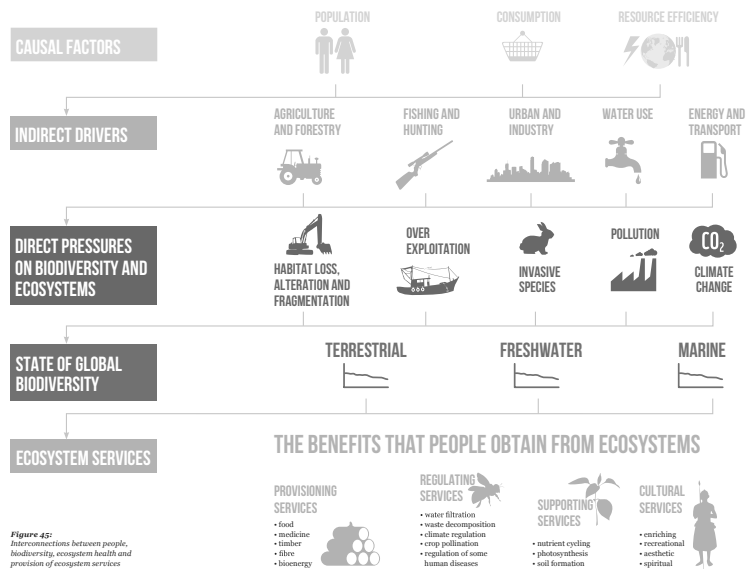 POPULATION
CONSUMPTION
RESOURCE EFFICIENCY
CAUSAL FACTORS
INDIRECT DRIVERS
AGRICULTURE
AND FORESTRY
FISHING AND
HUNTING
URBAN AND
INDUSTRY
WATER USE
ENERGY AND
TRANSPORT
DIRECT PRESSURES
ON BIODIVERSITY AND
ECOSYSTEMS
HABITAT LOSS,
ALTERATION AND
FRAGMENTATION
OVER
EXPLOITATION
INVASIVE
SPECIES
POLLUTION
CO₂
CLIMATE
CHANGE
STATE OF GLOBAL
BIODIVERSITY
TERRESTRIAL
FRESHWATER
MARINE
ECOSYSTEM SERVICES
THE BENEFITS THAT PEOPLE OBTAIN FROM ECOSYSTEMS
PROVISIONING
SERVICES
• food
• medicine
• timber
• fibre
• bioenergy
REGULATING
SERVICES
• water filtration
• waste decomposition
• climate regulation
• crop pollination
• regulation of some
human diseases
SUPPORTING
SERVICES
• nutrient cycling
• photosynthesis
• soil formation
CULTURAL
SERVICES
• enriching
• recreational
• aesthetic
• spiritual
Figure 45:
Interconnections between people,
biodiversity, ecosystem health and
provision of ecosystem services